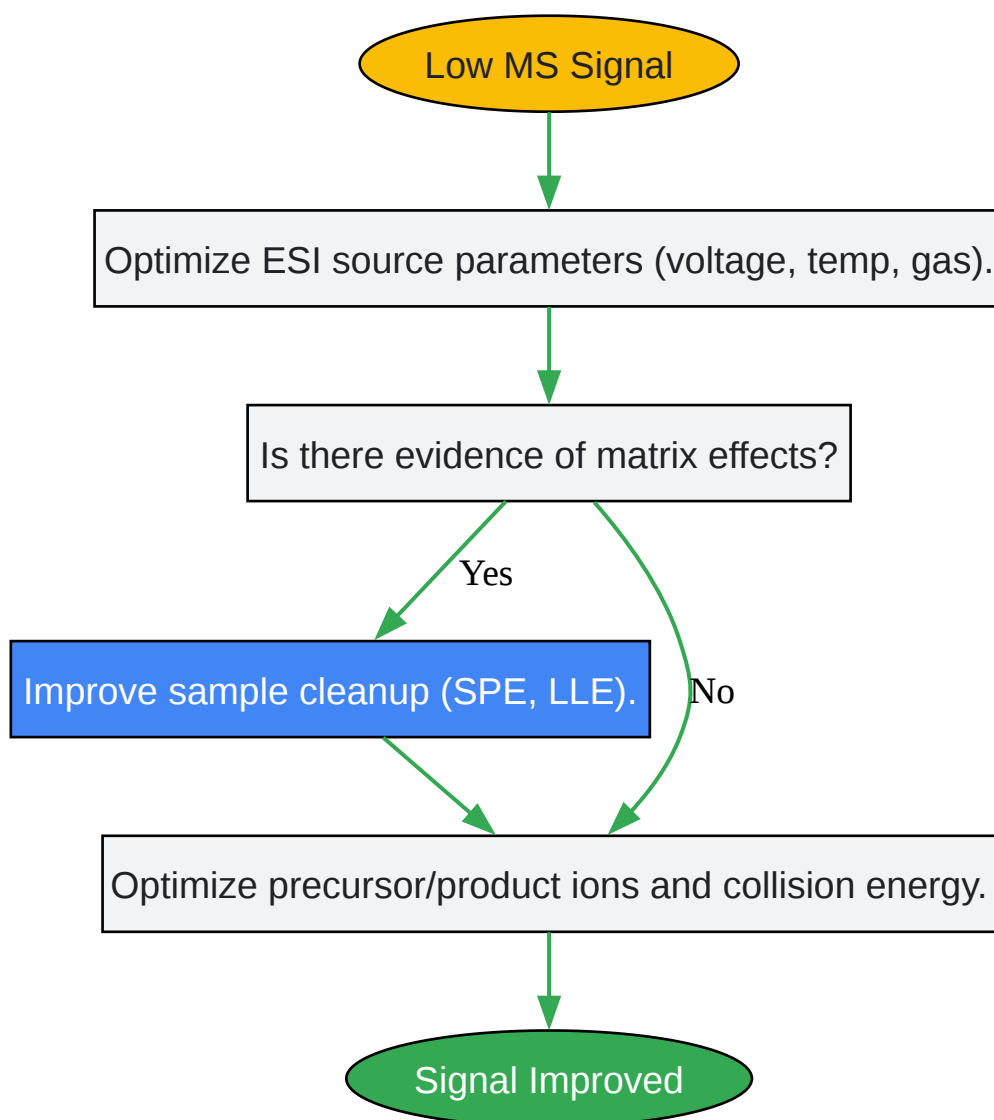 Low MS Signal
Optimize ESI source parameters (voltage, temp, gas).
Is there evidence of matrix effects?
Yes
Improve sample cleanup (SPE, LLE).
No
Optimize precursor/product ions and collision energy.
Signal Improved